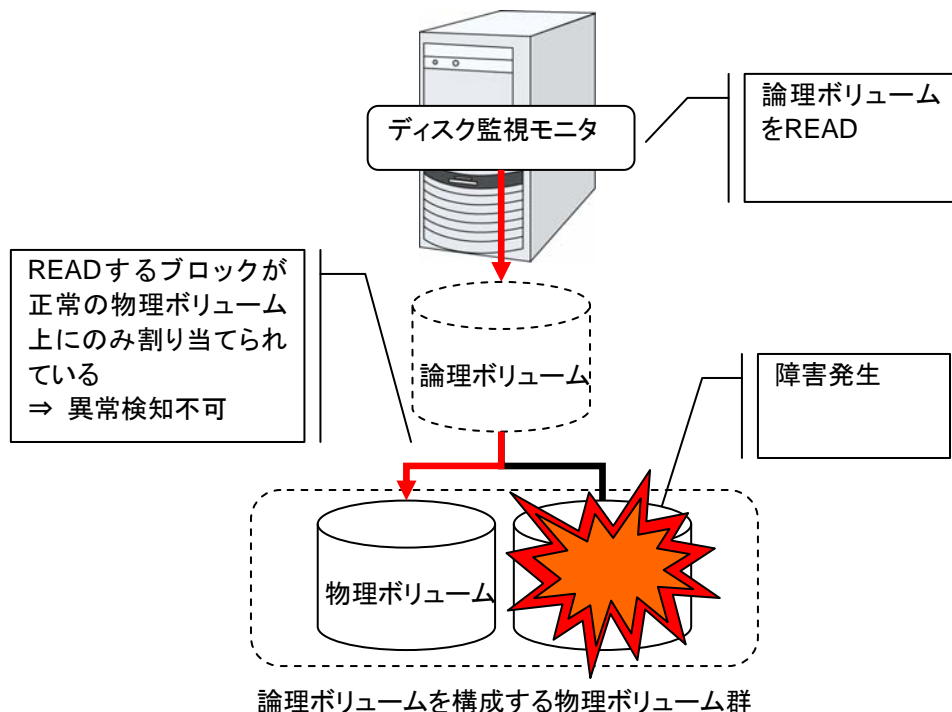 ディスク監視モニタ
論理ボリューム
をREAD
READするブロックが
正常の物理ボリューム
上にのみ割り当てられ
ている
⇒ 異常検知不可
論理ボリューム
障害発生
物理ボリューム
論理ボリュームを構成する物理ボリューム群